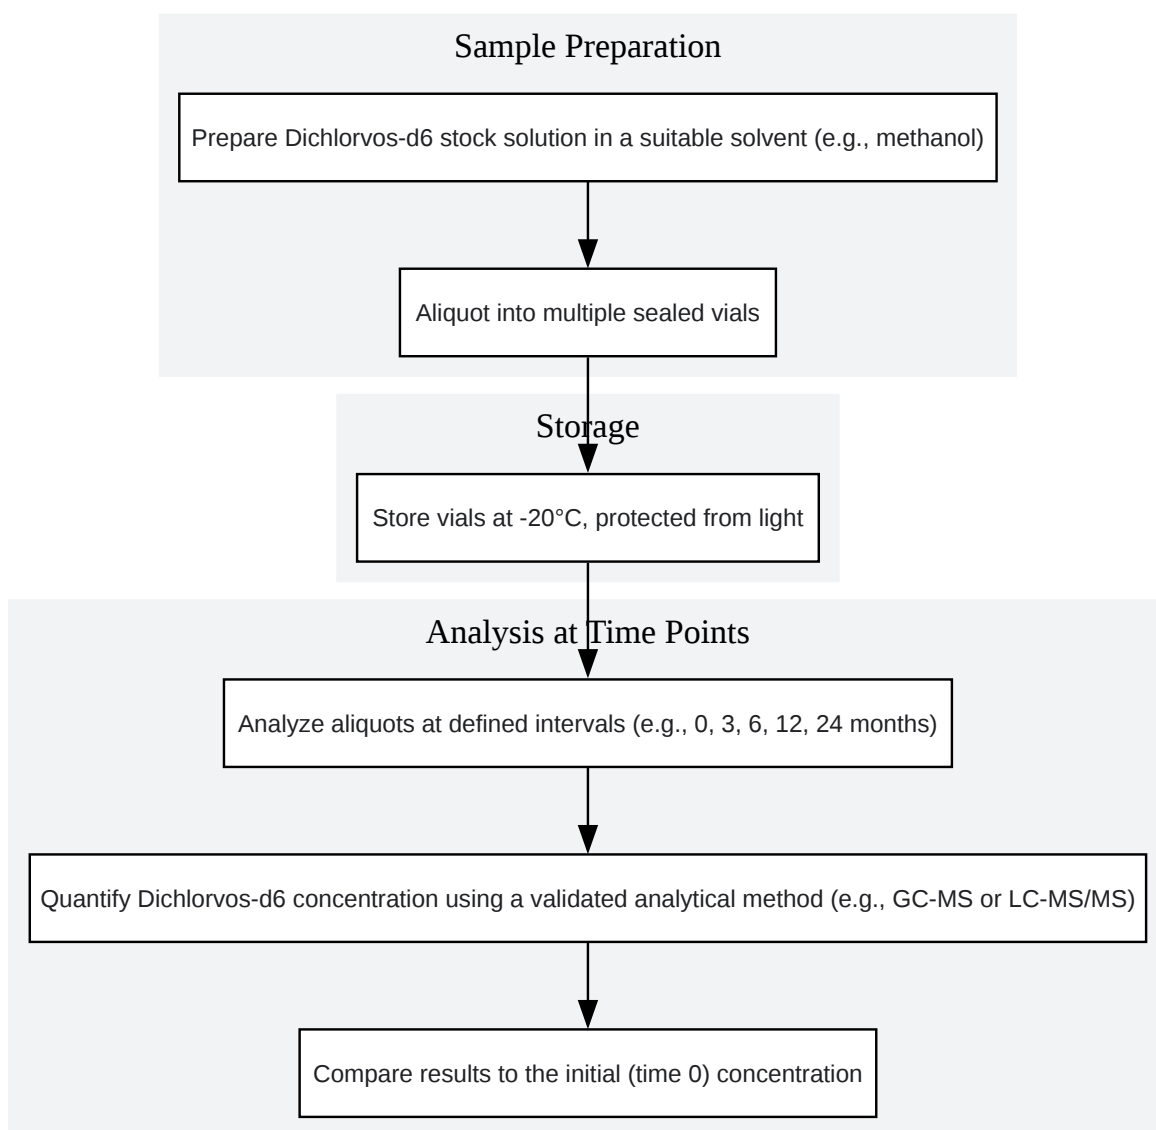 Sample Preparation
Prepare Dichlorvos-d6 stock solution in a suitable solvent (e.g., methanol)
Aliquot into multiple sealed vials
Storage
Store vials at -20°C, protected from light
Analysis at Time Points
Analyze aliquots at defined intervals (e.g., 0, 3, 6, 12, 24 months)
Quantify Dichlorvos-d6 concentration using a validated analytical method (e.g., GC-MS or LC-MS/MS)
Compare results to the initial (time 0) concentration